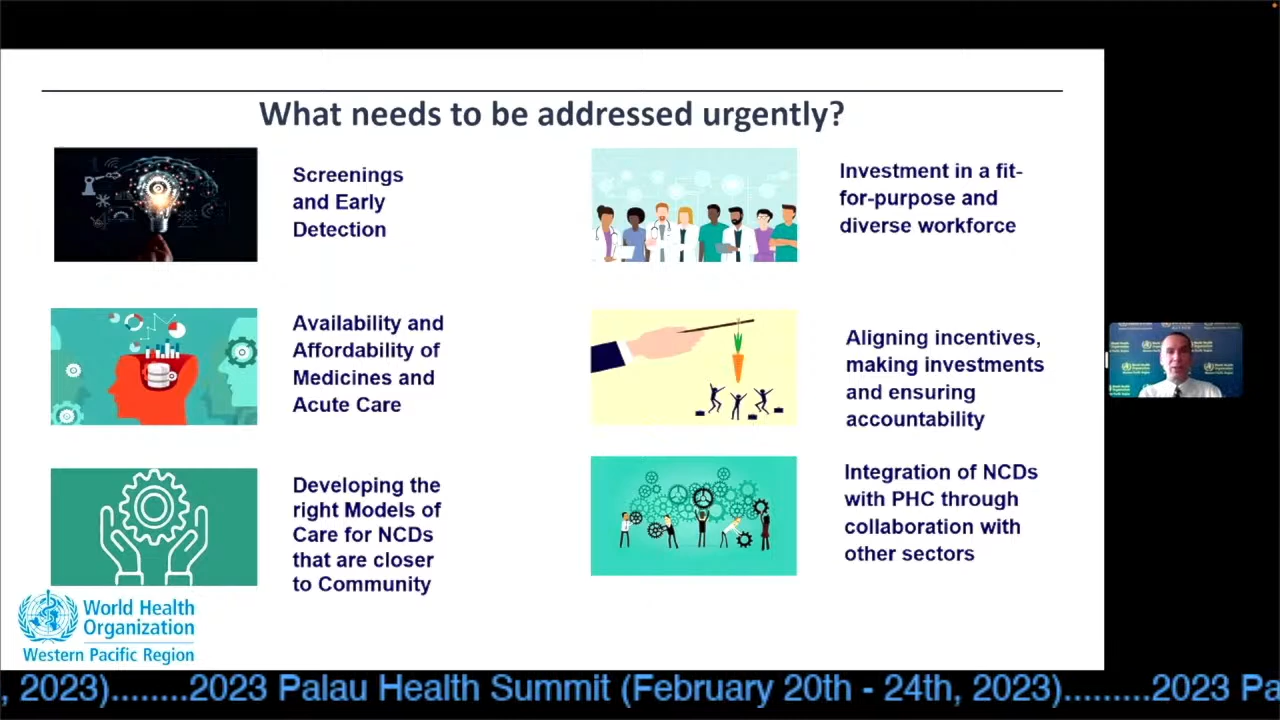 What needs to be addressed urgently?
Screenings
and Early
Detection
Investment in a fit-
for-purpose and
diverse workforce
Availability and
Affordability of
Medicines and
Acute Care
Aligning incentives,
making investments
and ensuring
accountability
Developing the
right Models of
Care for NCDs
that are closer
to Community
Integration of NCDs
with PHC through
collaboration with
other sectors
World Health
Organization
Western Pacific Region
, 2023)........2023 Palau Health Summit (February 20th - 24th, 2023).........2023 Pa